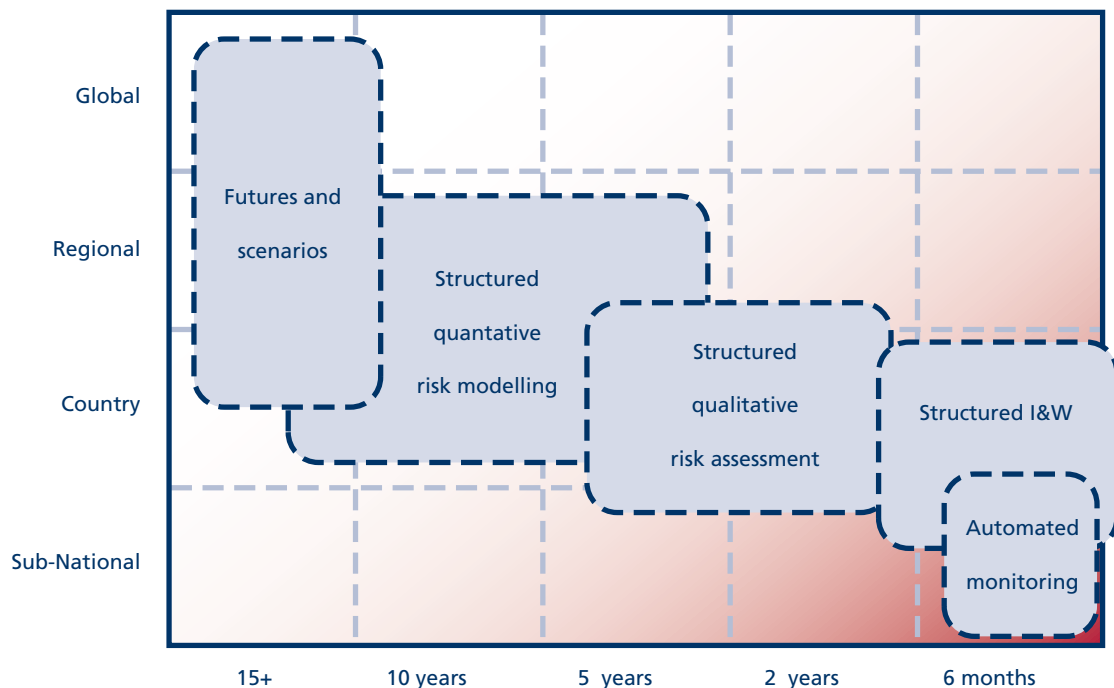 Global
Regional
Country
Sub-National
Futures and
scenarios
Structured
quantative
risk modelling
Structured
qualitative
risk assessment
Structured I&W
Automated
monitoring
15+
10 years
5 years
2 years
6 months